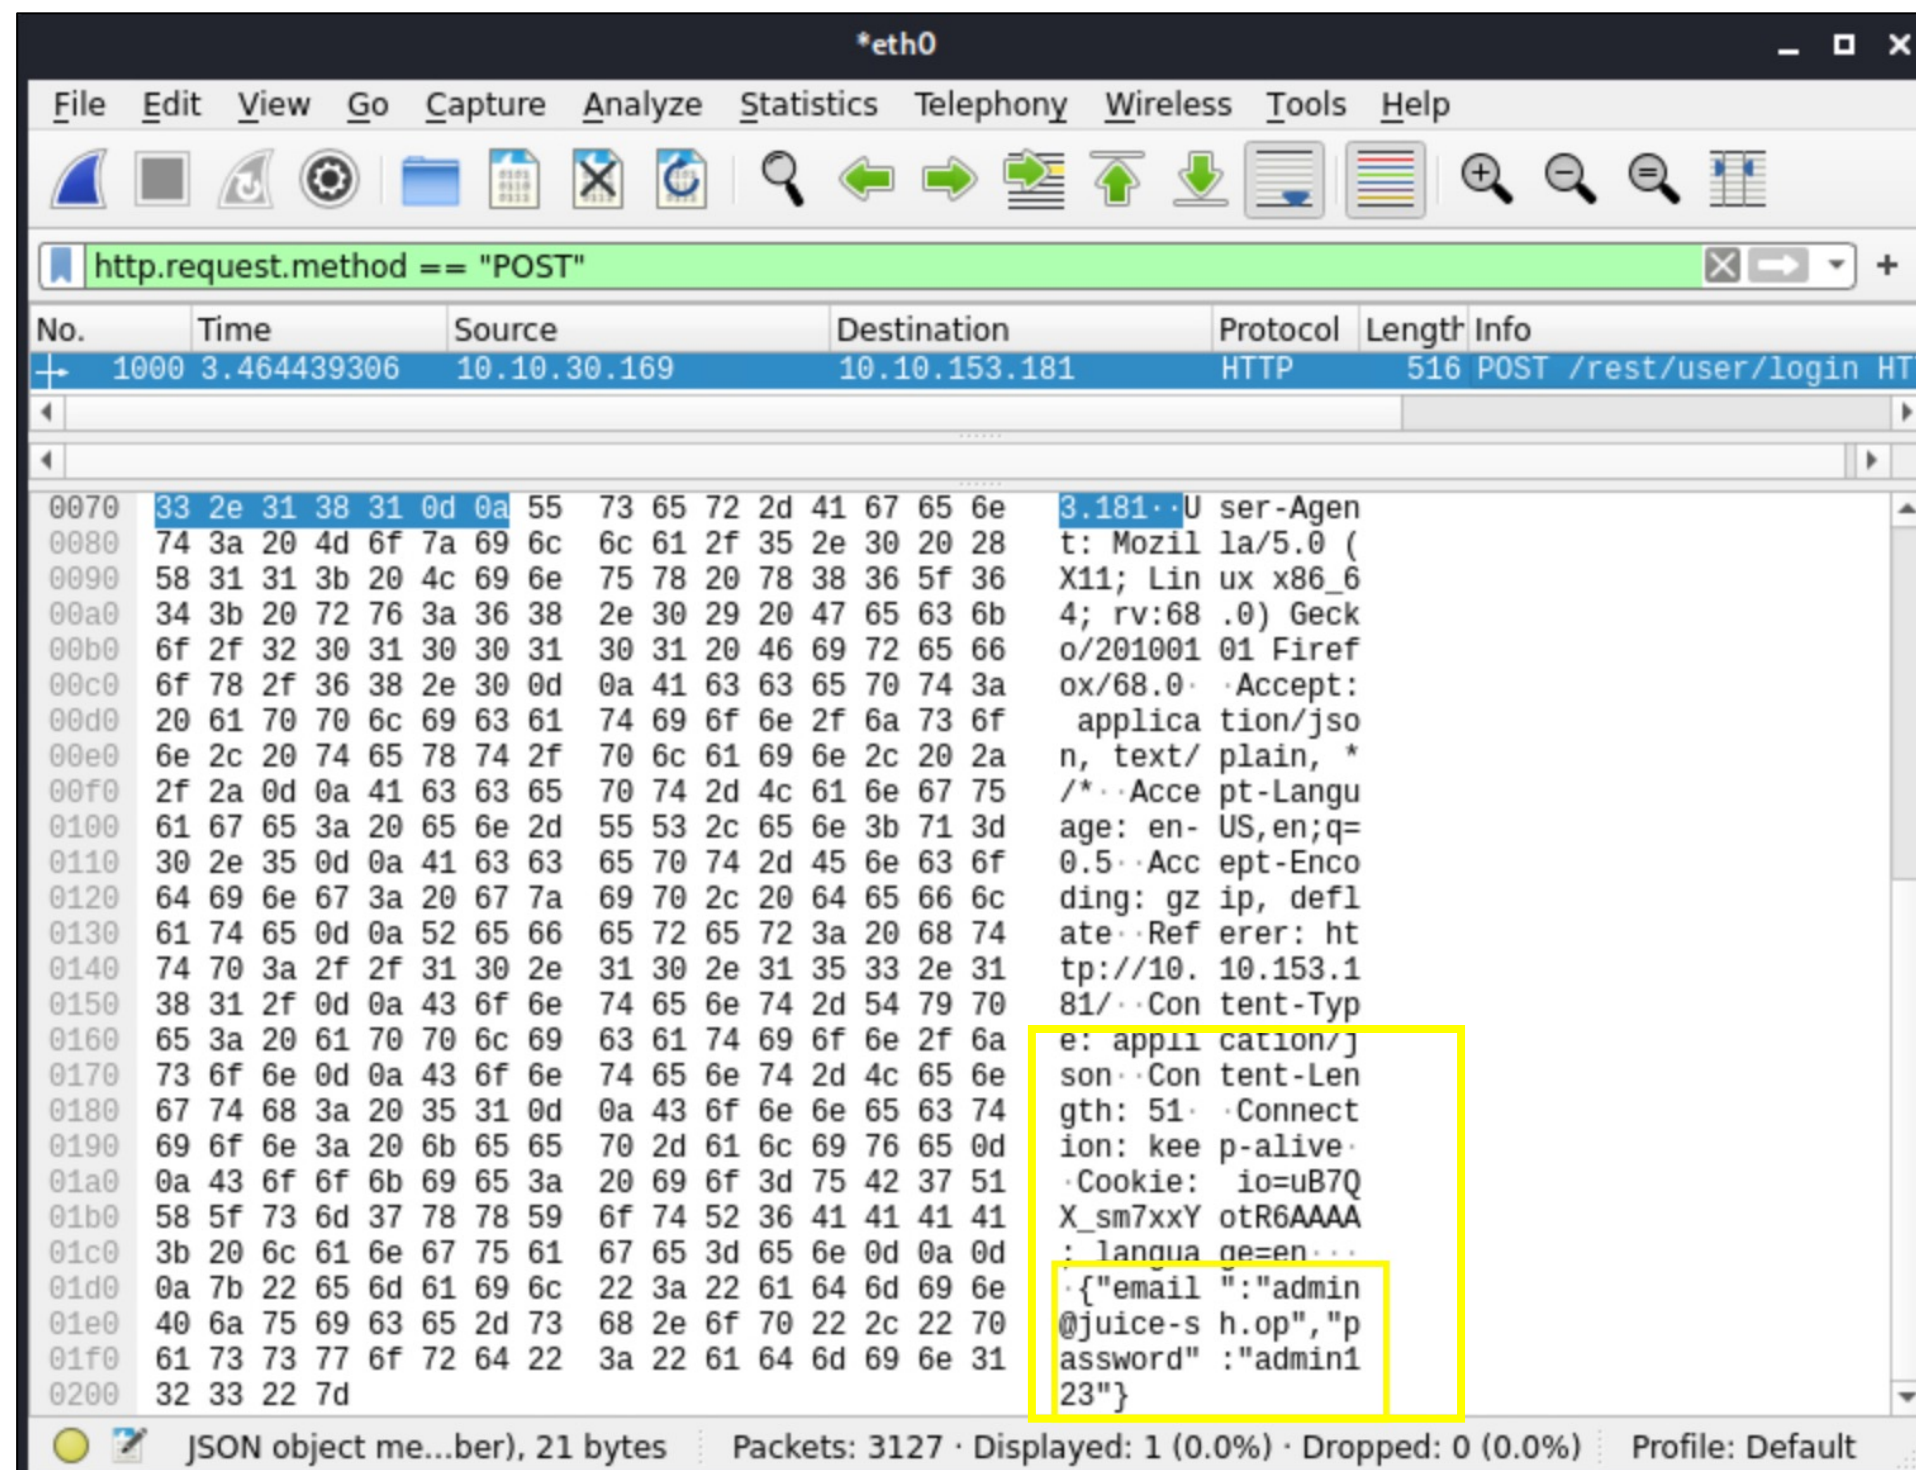 *eth0
File Edit View Go Capture Analyze Statistics Telephony Wireless Tools Help
http.request.method == "POST"
No. Time Source Destination Protocol Length Info
1000 3.464439306 10.10.30.169 10.10.153.181 HTTP 516 POST /rest/user/login HT
0070 33 2e 31 38 31 0d 0a 55 73 65 72 2d 41 67 65 6e 3.181··U ser-Agen
0080 74 3a 20 4d 6f 7a 69 6c 6c 61 2f 35 2e 30 20 28 t: Mozil la/5.0 (
0090 58 31 31 3b 20 4c 69 6e 75 78 20 78 38 36 5f 36 X11; Lin ux x86_6
00a0 34 3b 20 72 76 3a 36 38 2e 30 29 20 47 65 63 6b 4; rv:68 .0) Geck
00b0 6f 2f 32 30 31 30 30 31 30 31 20 46 69 72 65 66 o/201001 01 Firef
00c0 6f 78 2f 36 38 2e 30 0d 0a 41 63 63 65 70 74 3a ox/68.0· ·Accept:
00d0 20 61 70 70 6c 69 63 61 74 69 6f 6e 2f 6a 73 6f applica tion/jso
00e0 6e 2c 20 74 65 78 74 2f 70 6c 61 69 6e 2c 20 2a n, text/ plain, *
00f0 2f 2a 0d 0a 41 63 63 65 70 74 2d 4c 61 6e 67 75 /*··Acce pt-Langu
0100 61 67 65 3a 20 65 6e 2d 55 53 2c 65 6e 3b 71 3d age: en- US,en;q=
0110 30 2e 35 0d 0a 41 63 63 65 70 74 2d 45 6e 63 6f 0.5··Acc ept-Enco
0120 64 69 6e 67 3a 20 67 7a 69 70 2c 20 64 65 66 6c ding: gz ip, defl
0130 61 74 65 0d 0a 52 65 66 65 72 65 72 3a 20 68 74 ate··Ref erer: ht
0140 74 70 3a 2f 2f 31 30 2e 31 30 2e 31 35 33 2e 31 tp://10. 10.153.1
0150 38 31 2f 0d 0a 43 6f 6e 74 65 6e 74 2d 54 79 70 81/··Con tent-Typ
0160 65 3a 20 61 70 70 6c 69 63 61 74 69 6f 6e 2f 6a e: appli cation/j
0170 73 6f 6e 0d 0a 43 6f 6e 74 65 6e 74 2d 4c 65 6e son··Con tent-Len
0180 67 74 68 3a 20 35 31 0d 0a 43 6f 6e 6e 65 63 74 gth: 51· ·Connect
0190 69 6f 6e 3a 20 6b 65 65 70 2d 61 6c 69 76 65 0d ion: kee p-alive·
01a0 0a 43 6f 6f 6b 69 65 3a 20 69 6f 3d 75 42 37 51 ·Cookie: io=uB7Q
01b0 58 5f 73 6d 37 78 78 59 6f 74 52 36 41 41 41 41 X_sm7xxY otR6AAAA
01c0 3b 20 6c 61 6e 67 75 61 67 65 3d 65 6e 0d 0a 0d ; langua ge=en···
01d0 0a 7b 22 65 6d 61 69 6c 22 3a 22 61 64 6d 69 6e ·{"email ":"admin
01e0 40 6a 75 69 63 65 2d 73 68 2e 6f 70 22 2c 22 70 @juice-s h.op","p
01f0 61 73 73 77 6f 72 64 22 3a 22 61 64 6d 69 6e 31 assword" :"admin1
0200 32 33 22 7d 23"}
JSON object me...ber), 21 bytes Packets: 3127 · Displayed: 1 (0.0%) · Dropped: 0 (0.0%) Profile: Default